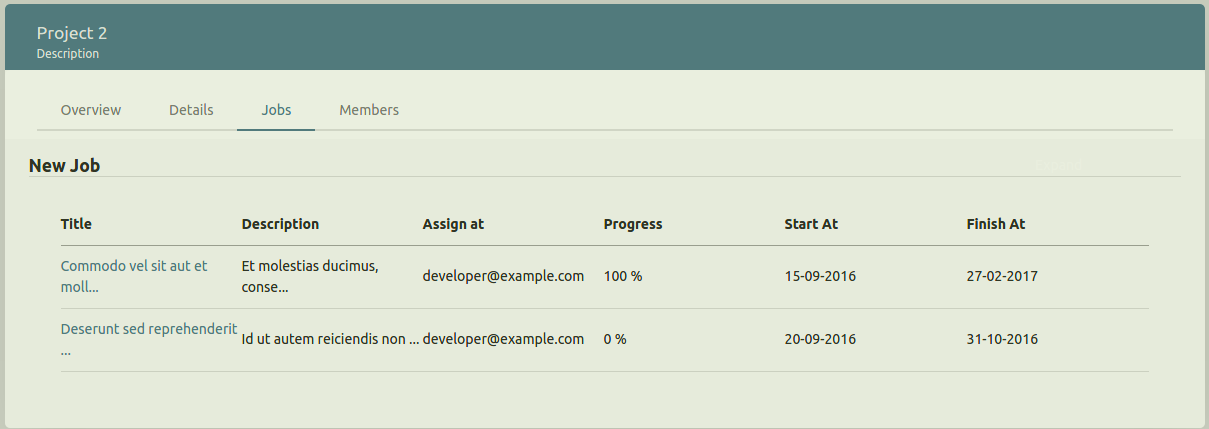 Project 2
Description
Overview Details Jobs Members
New Job
Title Description Assign at Progress Start At Finish At
Commodo vel sit aut et moll... Et molestias ducimus, conse... developer@example.com 100 % 15-09-2016 27-02-2017
Deserunt sed reprehenderit ... Id ut autem reiciendis non ... developer@example.com 0 % 20-09-2016 31-10-2016